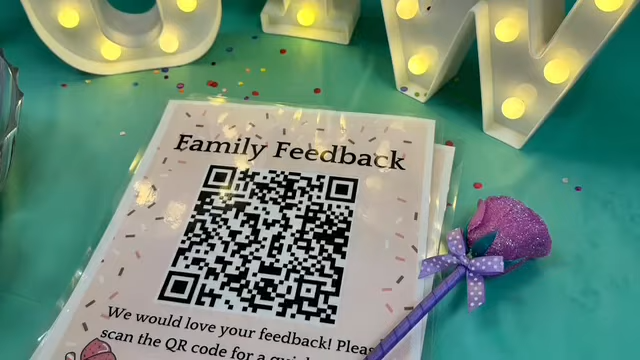 Family Feedback
We would love your feedback! Please
scan the QR code for a